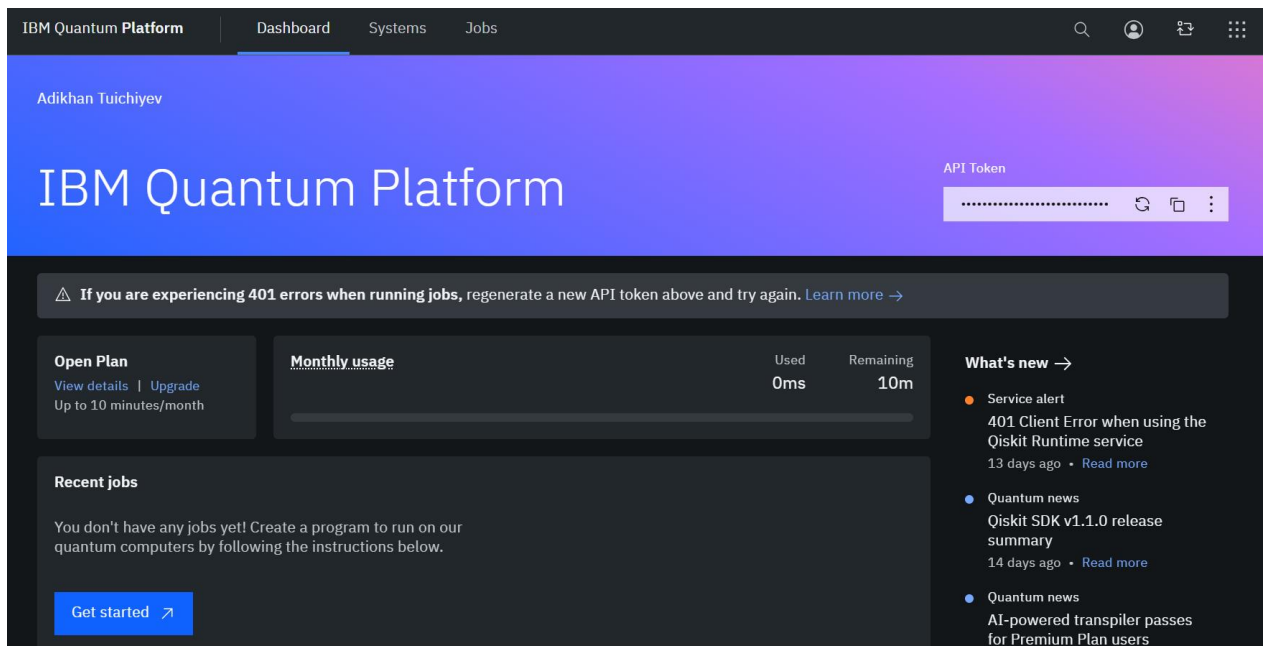 IBM Quantum Platform
Dashboard
Systems
Jobs
Adikhan Tuichiyev
IBM Quantum Platform
API Token
If you are experiencing 401 errors when running jobs, regenerate a new API token above and try again. Learn more →
Open Plan
View details | Upgrade
Up to 10 minutes/month
Monthly usage
Used
0ms
Remaining
10m
Recent jobs
You don't have any jobs yet! Create a program to run on our
quantum computers by following the instructions below.
Get started
What's new →
Service alert
401 Client Error when using the
Qiskit Runtime service
13 days ago • Read more
Quantum news
Qiskit SDK v1.1.0 release
summary
14 days ago • Read more
Quantum news
AI-powered transpiler passes
for Premium Plan users